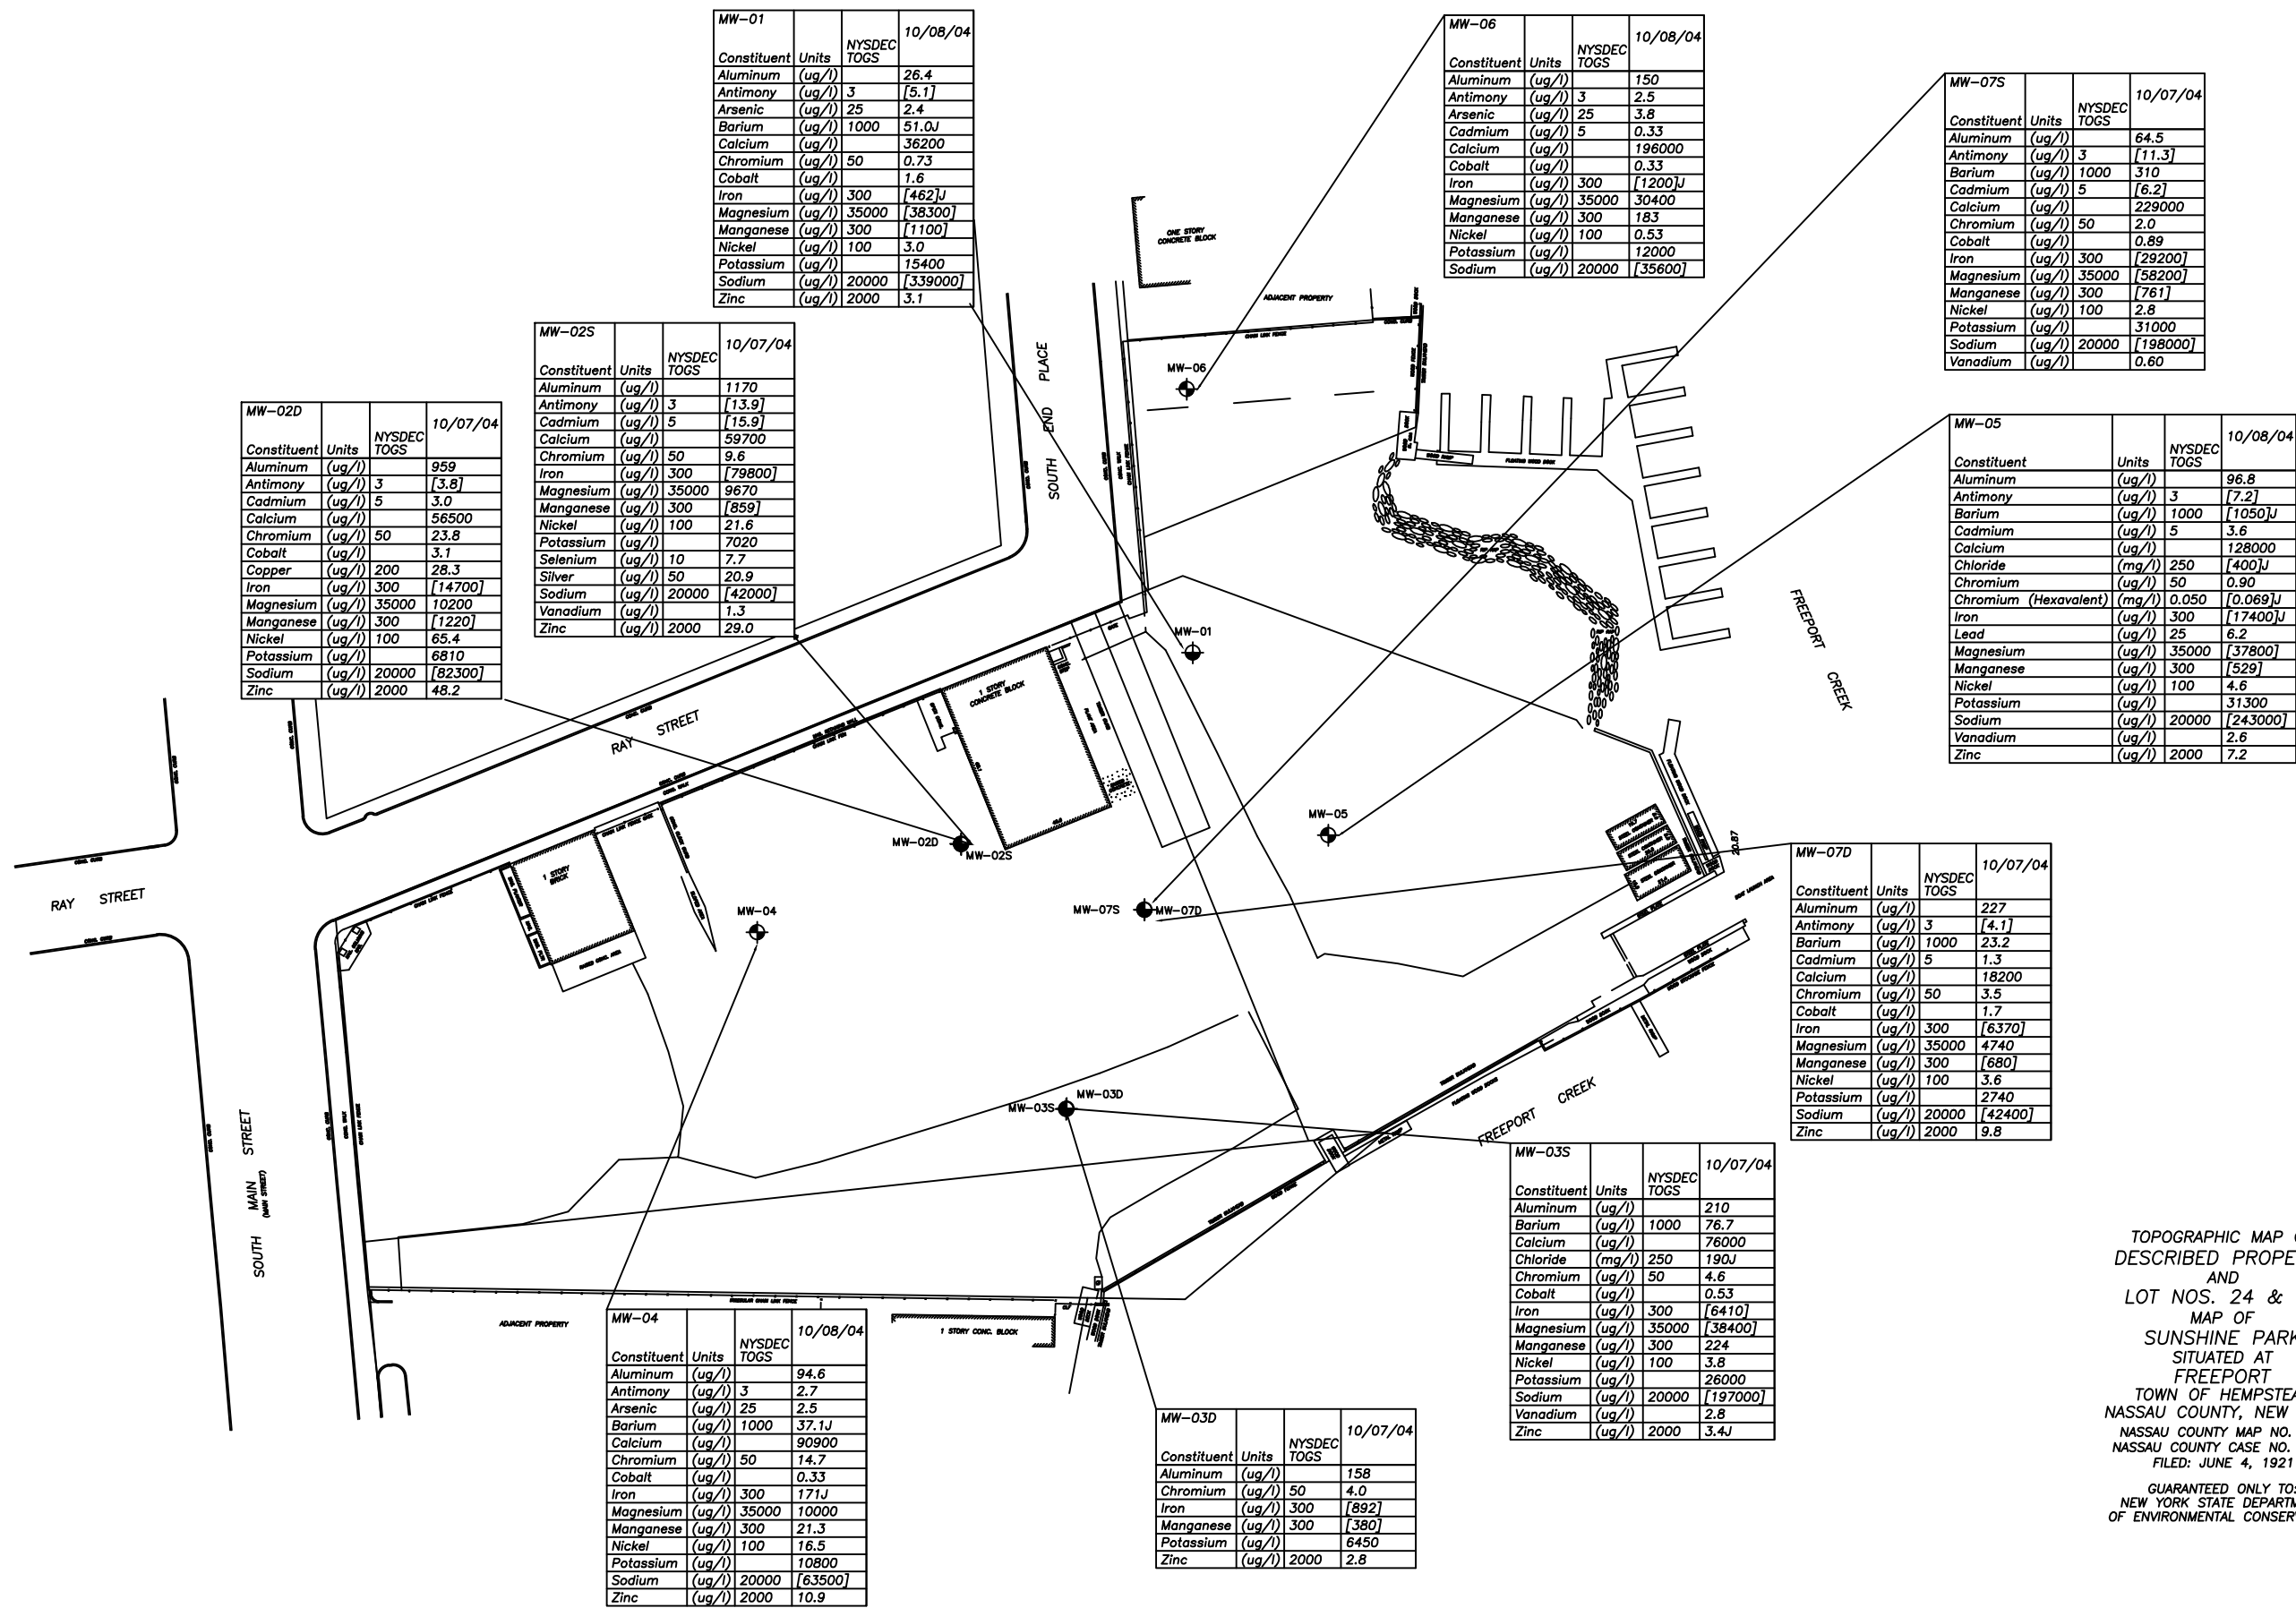 MW-01
10/08/04
NYSDEC
Constituent Units TOGS
Aluminum (ug/l) 26.4
Antimony (ug/l) 3 [5.1]
Arsenic (ug/l) 25 2.4
Barium (ug/l) 1000 51.0J
Calcium (ug/l) 36200
Chromium (ug/l) 50 0.73
Cobalt (ug/l) 1.6
Iron (ug/l) 300 [462]J
Magnesium (ug/l) 35000 [38300]
Manganese (ug/l) 300 [1100]
Nickel (ug/l) 100 3.0
Potassium (ug/l) 15400
Sodium (ug/l) 20000 [339000]
Zinc (ug/l) 2000 3.1
MW-06
10/08/04
NYSDEC
Constituent Units TOGS
Aluminum (ug/l) 150
Antimony (ug/l) 3 2.5
Arsenic (ug/l) 25 3.8
Cadmium (ug/l) 5 0.33
Calcium (ug/l) 196000
Cobalt (ug/l) 0.33
Iron (ug/l) 300 [1200]J
Magnesium (ug/l) 35000 30400
Manganese (ug/l) 300 183
Nickel (ug/l) 100 0.53
Potassium (ug/l) 12000
Sodium (ug/l) 20000 [35600]
MW-07S
10/07/04
NYSDEC
Constituent Units TOGS
Aluminum (ug/l) 64.5
Antimony (ug/l) 3 [11.3]
Barium (ug/l) 1000 310
Cadmium (ug/l) 5 [6.2]
Calcium (ug/l) 229000
Chromium (ug/l) 50 2.0
Cobalt (ug/l) 0.89
Iron (ug/l) 300 [29200]
Magnesium (ug/l) 35000 [58200]
Manganese (ug/l) 300 [761]
Nickel (ug/l) 100 2.8
Potassium (ug/l) 31000
Sodium (ug/l) 20000 [198000]
Vanadium (ug/l) 0.60
MW-02S
10/07/04
NYSDEC
Constituent Units TOGS
Aluminum (ug/l) 1170
Antimony (ug/l) 3 [13.9]
Cadmium (ug/l) 5 [15.9]
Calcium (ug/l) 59700
Chromium (ug/l) 50 9.6
Iron (ug/l) 300 [79800]
Magnesium (ug/l) 35000 9670
Manganese (ug/l) 300 [859]
Nickel (ug/l) 100 21.6
Potassium (ug/l) 7020
Selenium (ug/l) 10 7.7
Silver (ug/l) 50 20.9
Sodium (ug/l) 20000 [42000]
Vanadium (ug/l) 1.3
Zinc (ug/l) 2000 29.0
MW-02D
10/07/04
NYSDEC
Constituent Units TOGS
Aluminum (ug/l) 959
Antimony (ug/l) 3 [3.8]
Cadmium (ug/l) 5 3.0
Calcium (ug/l) 56500
Chromium (ug/l) 50 23.8
Cobalt (ug/l) 3.1
Copper (ug/l) 200 28.3
Iron (ug/l) 300 [14700]
Magnesium (ug/l) 35000 10200
Manganese (ug/l) 300 [1220]
Nickel (ug/l) 100 65.4
Potassium (ug/l) 6810
Sodium (ug/l) 20000 [82300]
Zinc (ug/l) 2000 48.2
MW-05
10/08/04
NYSDEC
Constituent Units TOGS
Aluminum (ug/l) 96.8
Antimony (ug/l) 3 [7.2]
Barium (ug/l) 1000 [1050]J
Cadmium (ug/l) 5 3.6
Calcium (ug/l) 128000
Chloride (mg/l) 250 [400]J
Chromium (ug/l) 50 0.90
Chromium (Hexavalent) (mg/l) 0.050 [0.069]J
Iron (ug/l) 300 [17400]J
Lead (ug/l) 25 6.2
Magnesium (ug/l) 35000 [37800]
Manganese (ug/l) 300 [529]
Nickel (ug/l) 100 4.6
Potassium (ug/l) 31300
Sodium (ug/l) 20000 [243000]
Vanadium (ug/l) 2.6
Zinc (ug/l) 2000 7.2
ONE STORY
CONCRETE BLOCK
ADJACENT PROPERTY
SOUTH END PLACE
CHAIN LINK FENCE
MW-06
FLOATING WOOD DOCK
FREEPORT CREEK
MW-01
1 STORY
CONCRETE BLOCK
RAY STREET
MW-05
MW-02D
MW-02S
1 STORY
BRICK
RAY STREET
MW-04
MW-07S
MW-07D
20.87
MW-07D
10/07/04
NYSDEC
Constituent Units TOGS
Aluminum (ug/l) 227
Antimony (ug/l) 3 [4.1]
Barium (ug/l) 1000 23.2
Cadmium (ug/l) 5 1.3
Calcium (ug/l) 18200
Chromium (ug/l) 50 3.5
Cobalt (ug/l) 1.7
Iron (ug/l) 300 [6370]
Magnesium (ug/l) 35000 4740
Manganese (ug/l) 300 [680]
Nickel (ug/l) 100 3.6
Potassium (ug/l) 2740
Sodium (ug/l) 20000 [42400]
Zinc (ug/l) 2000 9.8
MW-03S
MW-03D
FREEPORT CREEK
SOUTH MAIN STREET
(MAIN STREET)
MW-03S
10/07/04
NYSDEC
Constituent Units TOGS
Aluminum (ug/l) 210
Barium (ug/l) 1000 76.7
Calcium (ug/l) 76000
Chloride (mg/l) 250 190J
Chromium (ug/l) 50 4.6
Cobalt (ug/l) 0.53
Iron (ug/l) 300 [6410]
Magnesium (ug/l) 35000 [38400]
Manganese (ug/l) 300 224
Nickel (ug/l) 100 3.8
Potassium (ug/l) 26000
Sodium (ug/l) 20000 [197000]
Vanadium (ug/l) 2.8
Zinc (ug/l) 2000 3.4J
ADJACENT PROPERTY
IRREGULAR CHAIN LINK FENCE
1 STORY CONC. BLOCK
MW-04
10/08/04
NYSDEC
Constituent Units TOGS
Aluminum (ug/l) 94.6
Antimony (ug/l) 3 2.7
Arsenic (ug/l) 25 2.5
Barium (ug/l) 1000 37.1J
Calcium (ug/l) 90900
Chromium (ug/l) 50 14.7
Cobalt (ug/l) 0.33
Iron (ug/l) 300 171J
Magnesium (ug/l) 35000 10000
Manganese (ug/l) 300 21.3
Nickel (ug/l) 100 16.5
Potassium (ug/l) 10800
Sodium (ug/l) 20000 [63500]
Zinc (ug/l) 2000 10.9
MW-03D
10/07/04
NYSDEC
Constituent Units TOGS
Aluminum (ug/l) 158
Chromium (ug/l) 50 4.0
Iron (ug/l) 300 [892]
Manganese (ug/l) 300 [380]
Potassium (ug/l) 6450
Zinc (ug/l) 2000 2.8
TOPOGRAPHIC MAP
DESCRIBED PROPE
AND
LOT NOS. 24 &
MAP OF
SUNSHINE PARK
SITUATED AT
FREEPORT
TOWN OF HEMPSTEA
NASSAU COUNTY, NEW
NASSAU COUNTY MAP NO.
NASSAU COUNTY CASE NO.
FILED: JUNE 4, 1921
GUARANTEED ONLY TO:
NEW YORK STATE DEPARTM
OF ENVIRONMENTAL CONSER